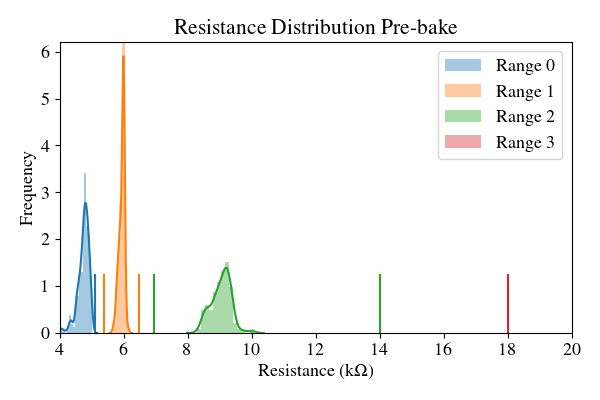 Resistance Distribution Pre-bake
Frequency
6
5
4
3
2
1
0
Range 0
Range 1
Range 2
Range 3
4 6 8 10 12 14 16 18 20
Resistance (kΩ)